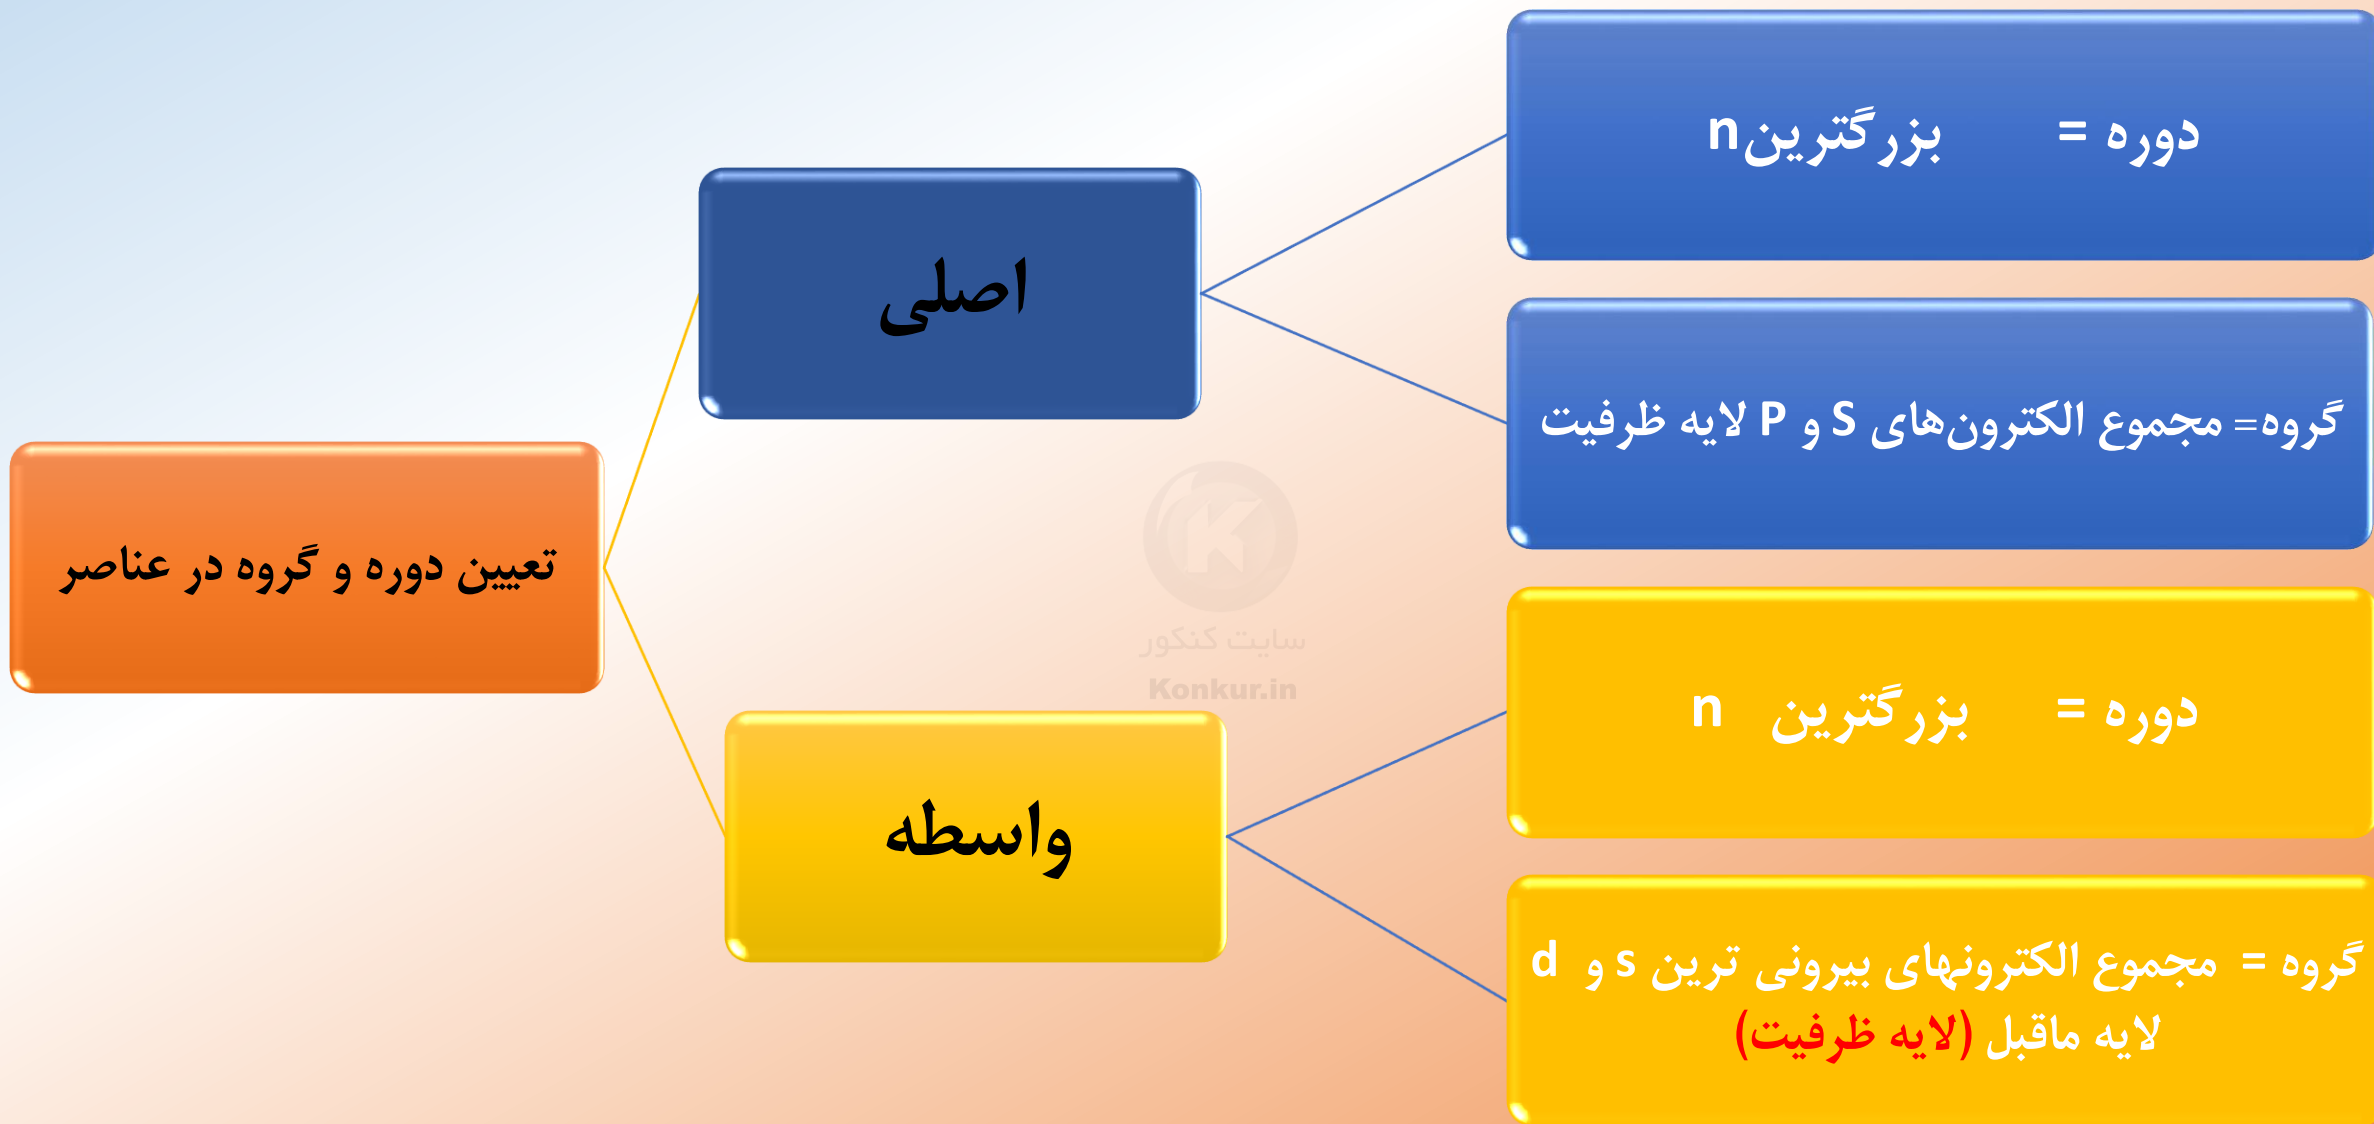 تعیین دوره و گروه در عناصر
اصلی
دوره = بزرگترینn
گروه= مجموع الکترون‌های S و P لایه ظرفیت
واسطه
دوره = بزرگترین n
گروه = مجموع الکترونهای بیرونی ترین s و d
لایه ماقبل (لایه ظرفیت)
سایت کنکور
Konkur.in